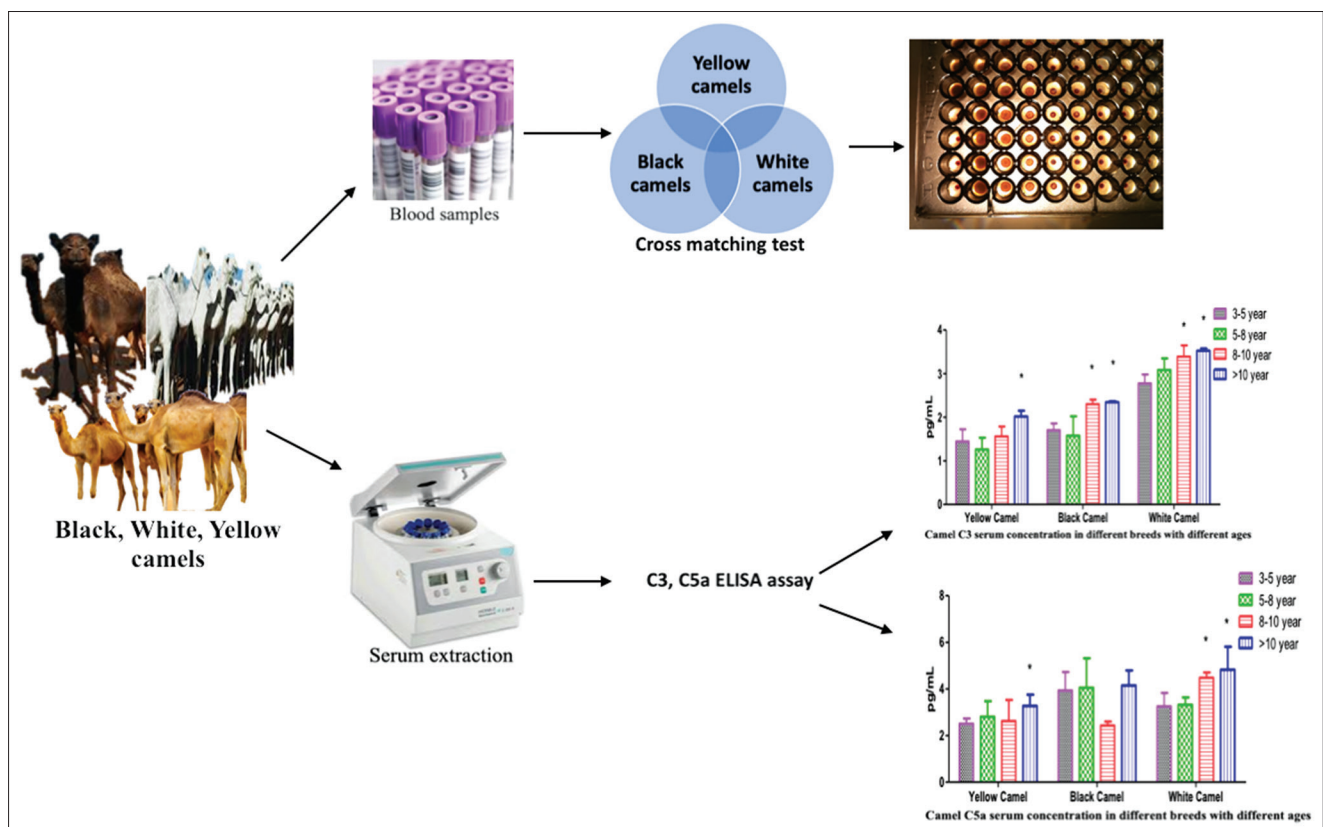 Yellow
camels
Black
camels
White
camels
Blood samples
Cross matching test
Black, White, Yellow
camels
Serum extraction
C3, C5a ELISA assay
3-5 year
5-8 year
8-10 year
>10 year
pg/mL
4
3
2
1
0
* * * * *
Yellow Camel Black Camel White Camel
Camel C3 serum concentration in different breeds with different ages
3-5 year
5-8 year
8-10 year
>10 year
pg/mL
8
6
4
2
0
* * *
Yellow Camel Black Camel White Camel
Camel C5a serum concentration in different breeds with different ages